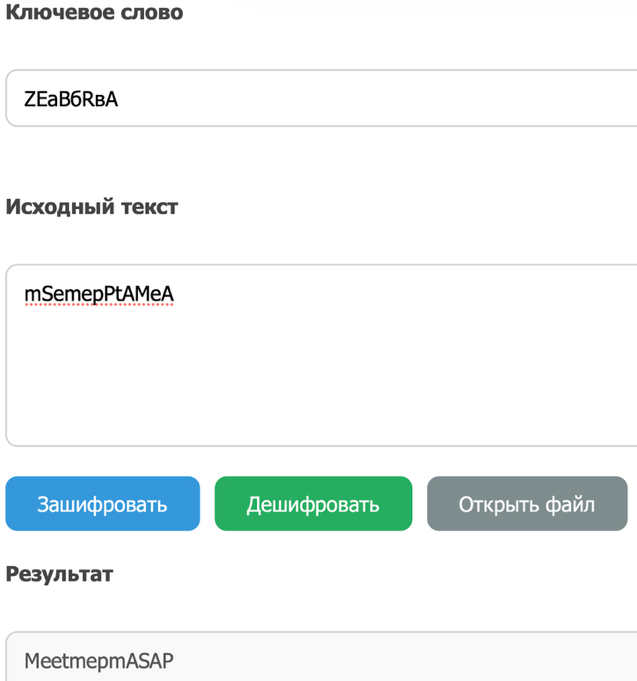 Ключевое слово
ZEaBбRвA
Исходный текст
mSemepPtAMeA
Зашифровать
Дешифровать
Открыть файл
Результат
MeetmepmASAP